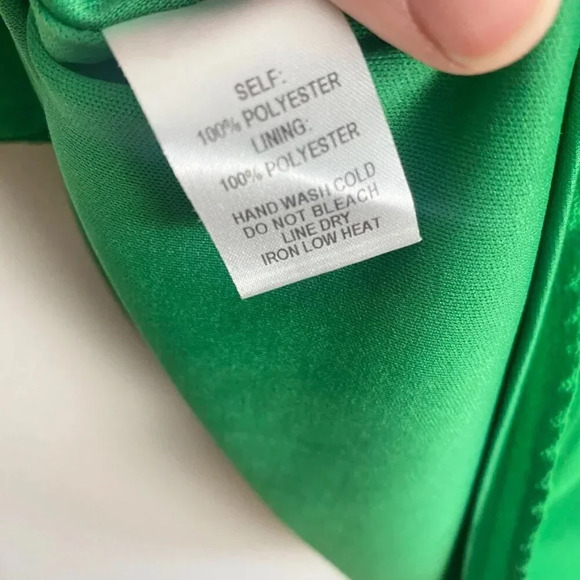 SELF:
100% POLYESTER
LINING:
100% POLYESTER
HAND WASH COLD
DO NOT BLEACH
LINE DRY
IRON LOW HEAT